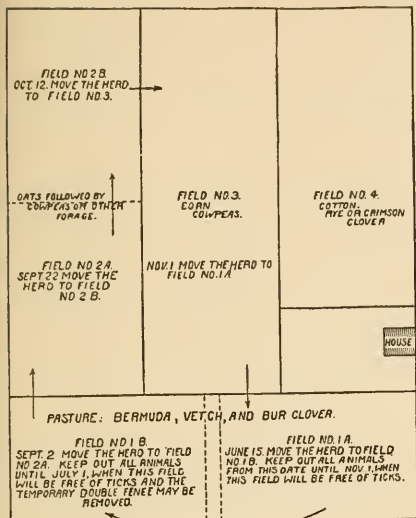 FIELD NO 2 B.
OCT 12. MOVE THE HERD
TO FIELD NO.3.
OATS FOLLOWED BY
COWPEAS OR OTHER
FORAGE.
FIELD NO 2 A.
SEPT 22 MOVE THE
HERD TO FIELD
NO 2 B.
FIELD NO.3.
CORN
COWPEAS.
NOV.1 MOVE THE HERD TO
FIELD NO.1A
FIELD NO. 4.
COTTON.
RYE OR CRIMSON
CLOVER
HOUSE
PASTURE: BERMUDA, VETCH, AND BUR CLOVER.
FIELD NO 1 B.
SEPT. 2 MOVE THE HERD TO FIELD
NO 2A. KEEP OUT ALL ANIMALS
UNTIL JULY 1, WHEN THIS FIELD
WILL BE FREE OF TICKS AND THE
TEMPORARY DOUBLE FENEE MAY BE
REMOVED.
FIELD NO. 1 A.
JUNE 15. MOVE THE HERD TO FIELD
NO 1B. KEEP OUT ALL ANIMALS
FROM THIS DATE UNTIL NOV 1, WHEN
THIS FIELD WILL BE FREE OF TICKS.